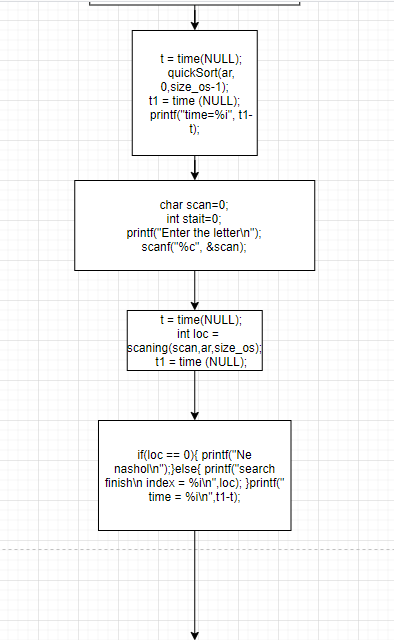 t = time(NULL);
quickSort(ar,
0,size_os-1);
t1 = time (NULL);
printf("time=%i", t1-
t);
char scan=0;
int stait=0;
printf("Enter the letter\n");
scanf("%c", &scan);
t = time(NULL);
int loc =
scaning(scan,ar,size_os);
t1 = time (NULL);
if(loc == 0){ printf("Ne
nashol\n");}else{ printf("search
finish\n index = %i\n",loc); }printf("
time = %i\n",t1-t);